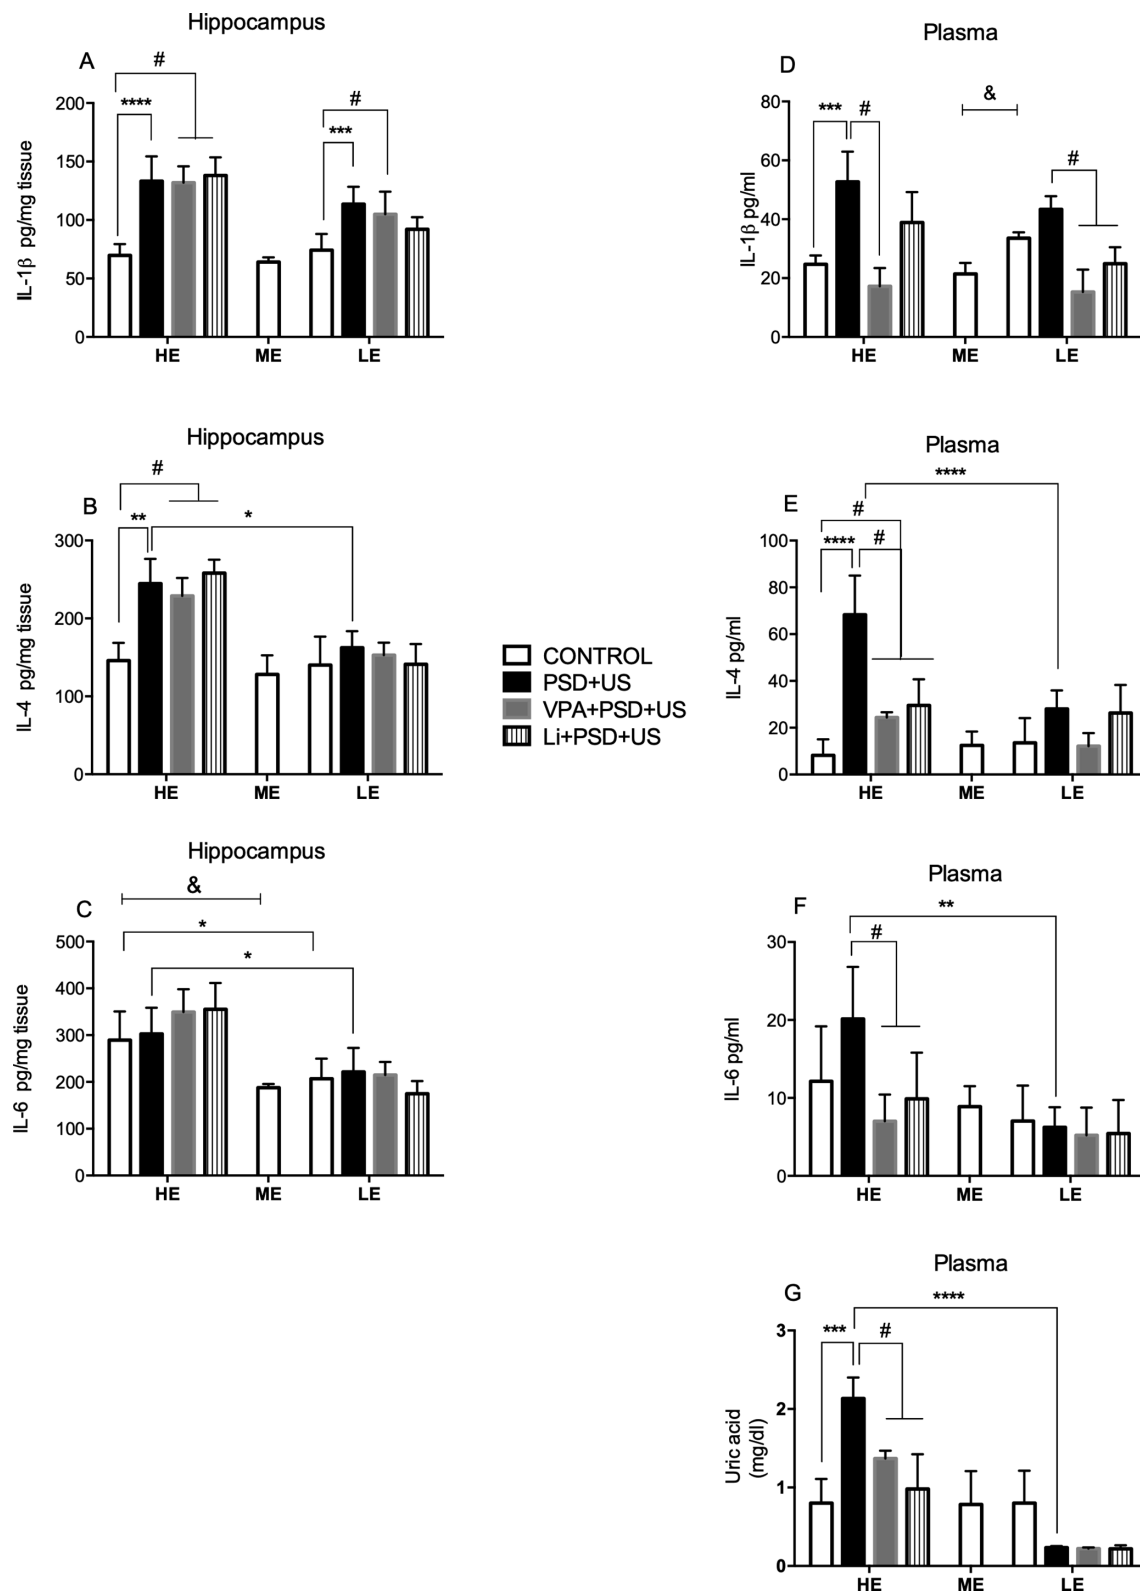 Hippocampus
A
#
****
#
***
200
150
100
50
0
IL-1β pg/mg tissue
HE
ME
LE
Plasma
D
***
#
&
#
80
60
40
20
0
IL-1β pg/ml
HE
ME
LE
Hippocampus
B
#
**
*
300
200
100
0
IL-4 pg/mg tissue
HE
ME
LE
CONTROL
PSD+US
VPA+PSD+US
Li+PSD+US
Plasma
E
****
#
****
#
100
80
60
40
20
0
IL-4 pg/ml
HE
ME
LE
Hippocampus
C
&
*
*
500
400
300
200
100
0
IL-6 pg/mg tissue
HE
ME
LE
Plasma
F
**
#
30
20
10
0
IL-6 pg/ml
HE
ME
LE
Plasma
G
****
***
#
3
2
1
0
Uric acid
(mg/dl)
HE
ME
LE